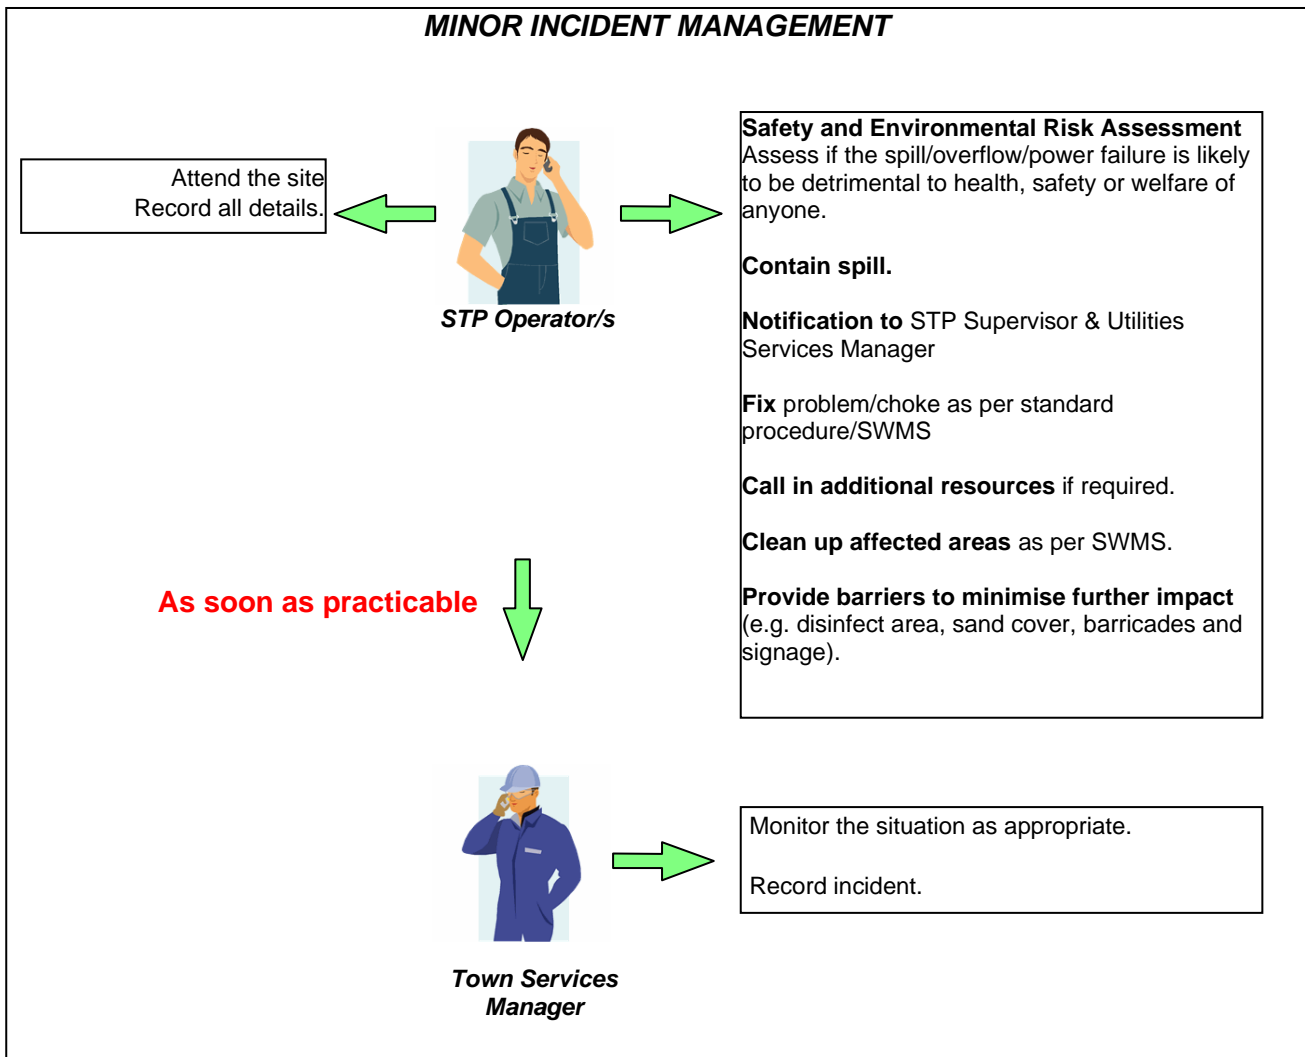 MINOR INCIDENT MANAGEMENT
Attend the site
Record all details.
STP Operator/s
Safety and Environmental Risk Assessment
Assess if the spill/overflow/power failure is likely
to be detrimental to health, safety or welfare of
anyone.
Contain spill.
Notification to STP Supervisor & Utilities
Services Manager
Fix problem/choke as per standard
procedure/SWMS
Call in additional resources if required.
Clean up affected areas as per SWMS.
Provide barriers to minimise further impact
(e.g. disinfect area, sand cover, barricades and
signage).
As soon as practicable
Town Services
Manager
Monitor the situation as appropriate.
Record incident.